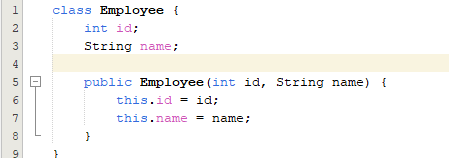 1 class Employee {
2 int id;
3 String name;
4
5 public Employee(int id, String name) {
6 this.id = id;
7 this.name = name;
8 }
9 }